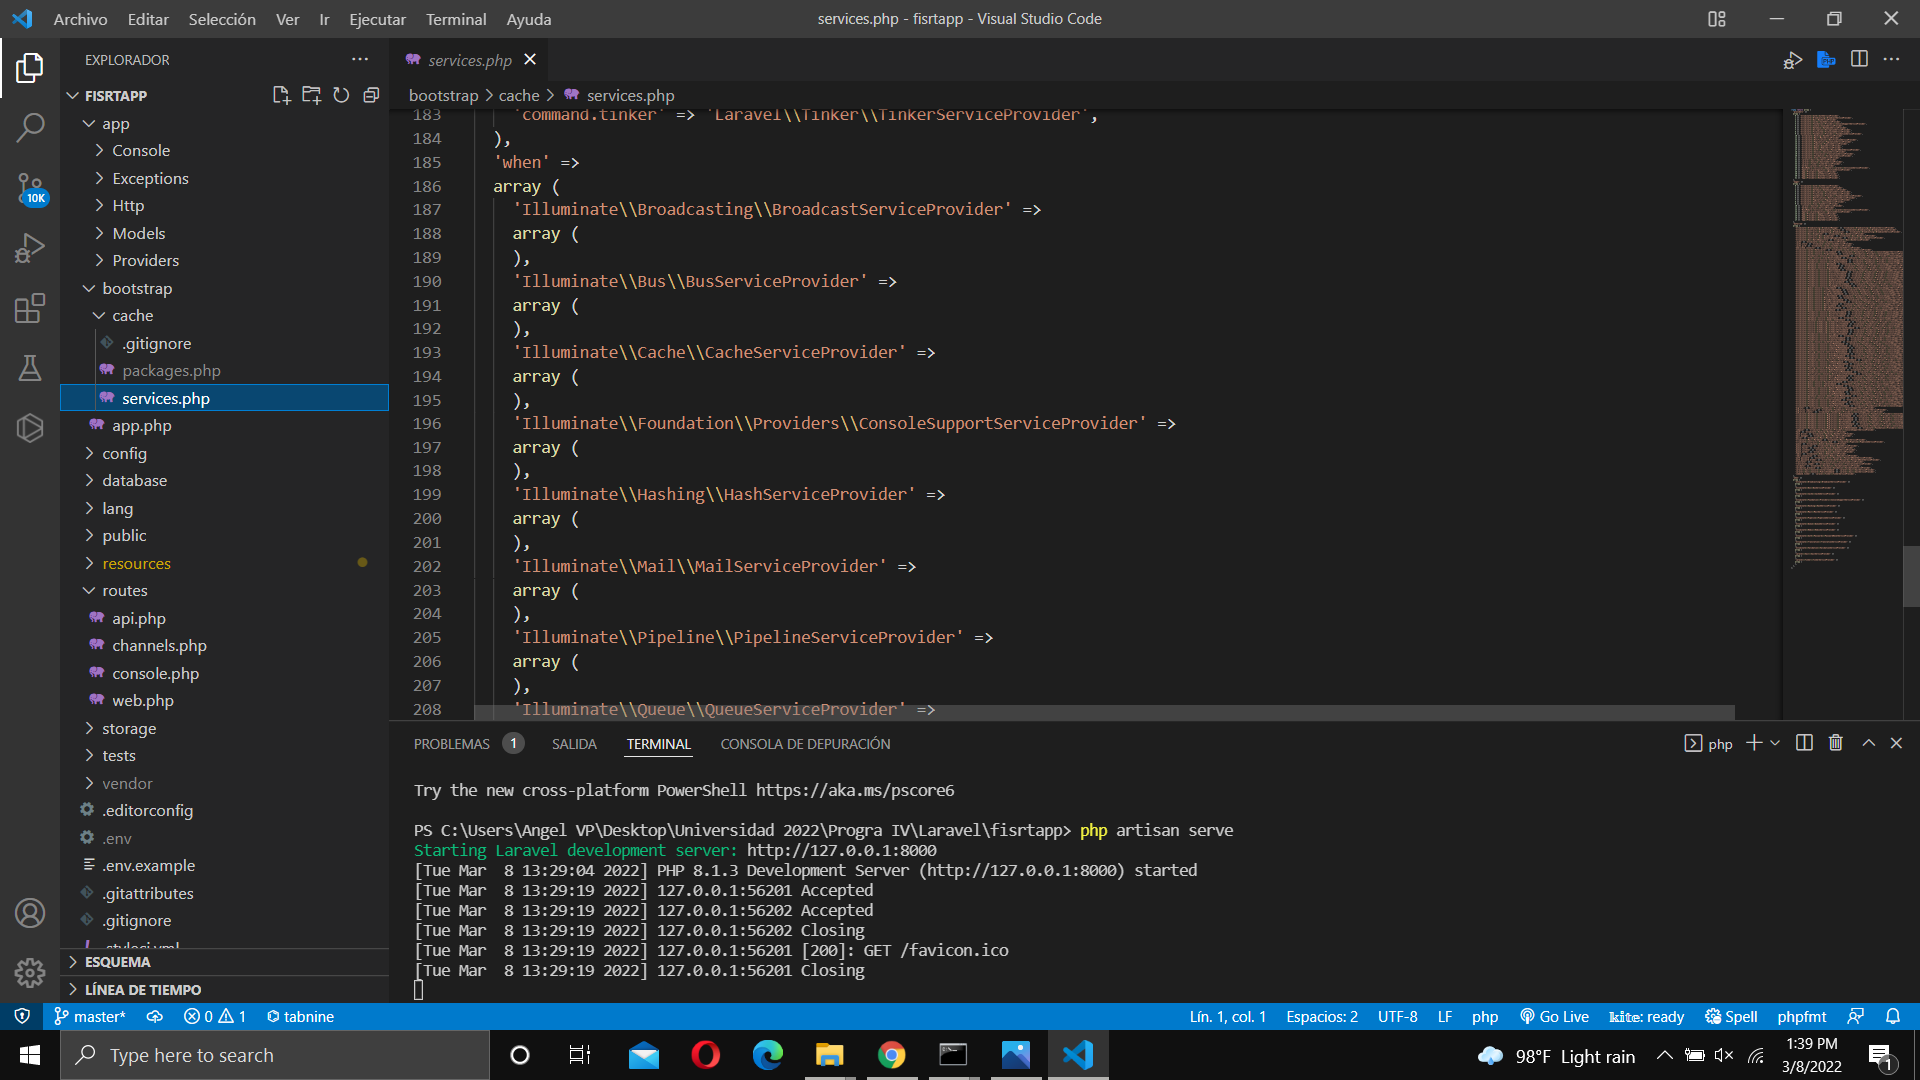 Archivo Editar Selección Ver Ir Ejecutar Terminal Ayuda
services.php - fisrtapp - Visual Studio Code
EXPLORADOR
FISRTAPP
app
Console
Exceptions
Http
Models
Providers
bootstrap
cache
.gitignore
packages.php
services.php
app.php
config
database
lang
public
resources
routes
api.php
channels.php
console.php
web.php
storage
tests
vendor
.editorconfig
.env
.env.example
.gitattributes
.gitignore
.styleci.yml
ESQUEMA
LÍNEA DE TIEMPO
10K
services.php
bootstrap > cache > services.php
183 'command.tinker' => 'Laravel\\Tinker\\TinkerServiceProvider',
184 ),
185 'when' =>
186 array (
187 'Illuminate\\Broadcasting\\BroadcastServiceProvider' =>
188 array (
189 ),
190 'Illuminate\\Bus\\BusServiceProvider' =>
191 array (
192 ),
193 'Illuminate\\Cache\\CacheServiceProvider' =>
194 array (
195 ),
196 'Illuminate\\Foundation\\Providers\\ConsoleSupportServiceProvider' =>
197 array (
198 ),
199 'Illuminate\\Hashing\\HashServiceProvider' =>
200 array (
201 ),
202 'Illuminate\\Mail\\MailServiceProvider' =>
203 array (
204 ),
205 'Illuminate\\Pipeline\\PipelineServiceProvider' =>
206 array (
207 ),
208 'Illuminate\\Queue\\QueueServiceProvider' =>
PROBLEMAS 1 SALIDA TERMINAL CONSOLA DE DEPURACIÓN
php
Try the new cross-platform PowerShell https://aka.ms/pscore6
PS C:\Users\Angel VP\Desktop\Universidad 2022\Progra IV\Laravel\fisrtapp> php artisan serve
Starting Laravel development server: http://127.0.0.1:8000
[Tue Mar  8 13:29:04 2022] PHP 8.1.3 Development Server (http://127.0.0.1:8000) started
[Tue Mar  8 13:29:19 2022] 127.0.0.1:56201 Accepted
[Tue Mar  8 13:29:19 2022] 127.0.0.1:56202 Accepted
[Tue Mar  8 13:29:19 2022] 127.0.0.1:56202 Closing
[Tue Mar  8 13:29:19 2022] 127.0.0.1:56201 [200]: GET /favicon.ico
[Tue Mar  8 13:29:19 2022] 127.0.0.1:56201 Closing
master* 0 1 tabnine
Lín. 1, col. 1 Espacios: 2 UTF-8 LF php Go Live kite: ready Spell phpfmt
Type here to search
98°F Light rain
1:39 PM
3/8/2022
1